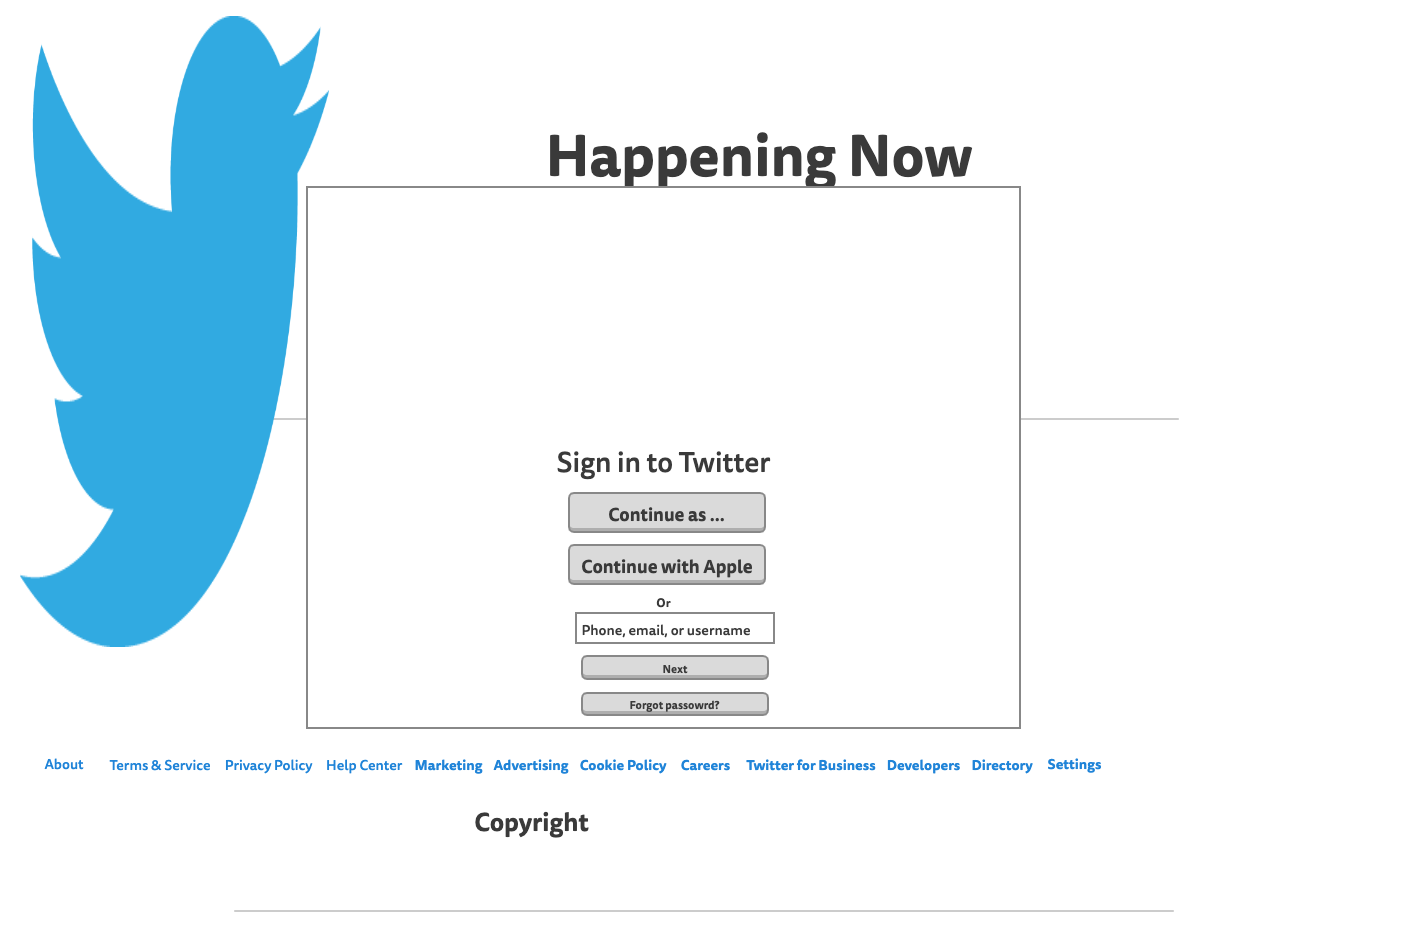 Happening Now
Sign in to Twitter
Continue as ...
Continue with Apple
Or
Phone, email, or username
Next
Forgot passowrd?
About Terms & Service Privacy Policy Help Center Marketing Advertising Cookie Policy Careers Twitter for Business Developers Directory Settings
Copyright